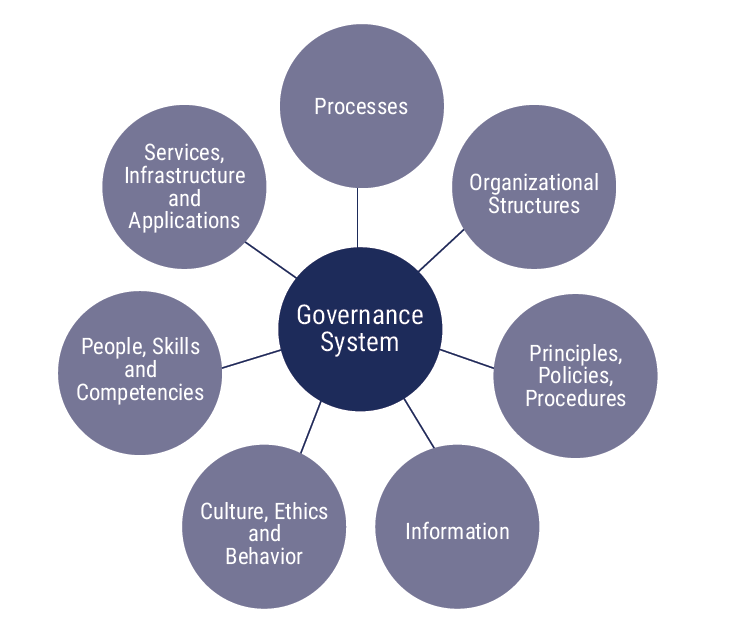 Processes
Organizational
Structures
Principles,
Policies,
Procedures
Information
Culture, Ethics
and
Behavior
People, Skills
and
Competencies
Services,
Infrastructure
and
Applications
Governance
System